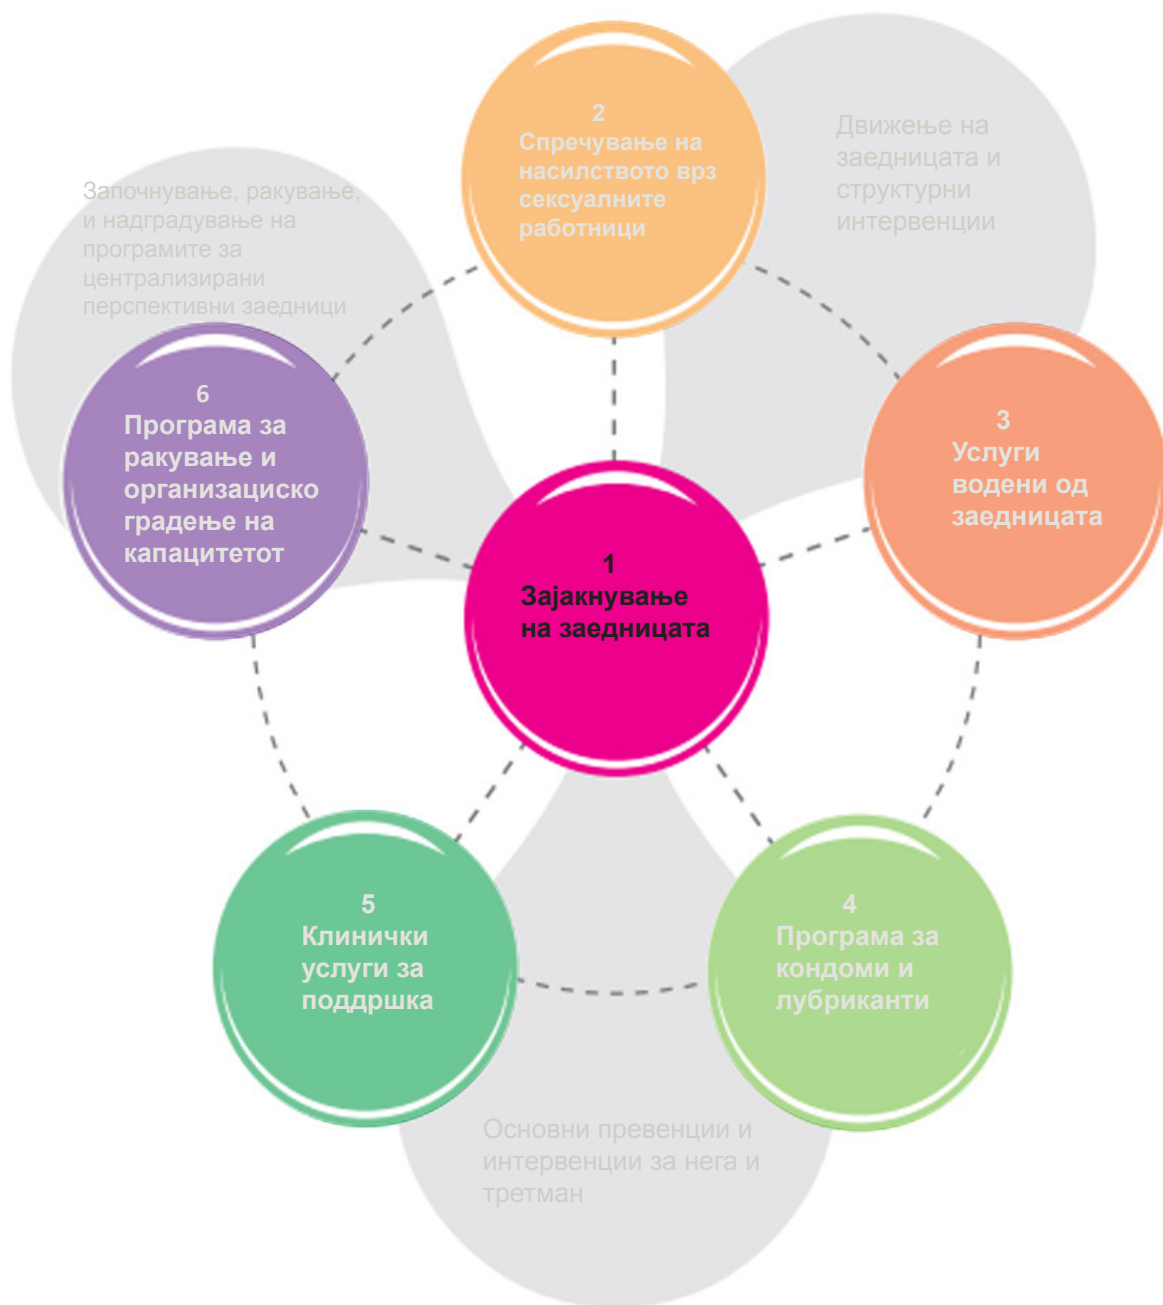 2
Спречување на
насилството врз
сексуалните
работници
Движење на
заедницата и
структурни
интервенции
Започнување, ракување,
и надградување на
програмите за
централизирани
перспективни заедници
6
Програма за
ракување и
организациско
градење на
капацитетот
3
Услуги
водени од
заедницата
1
Зајакнување
на заедницата
5
Клинички
услуги за
поддршка
4
Програма за
кондоми и
лубриканти
Основни превенции и
интервенции за нега и
третман